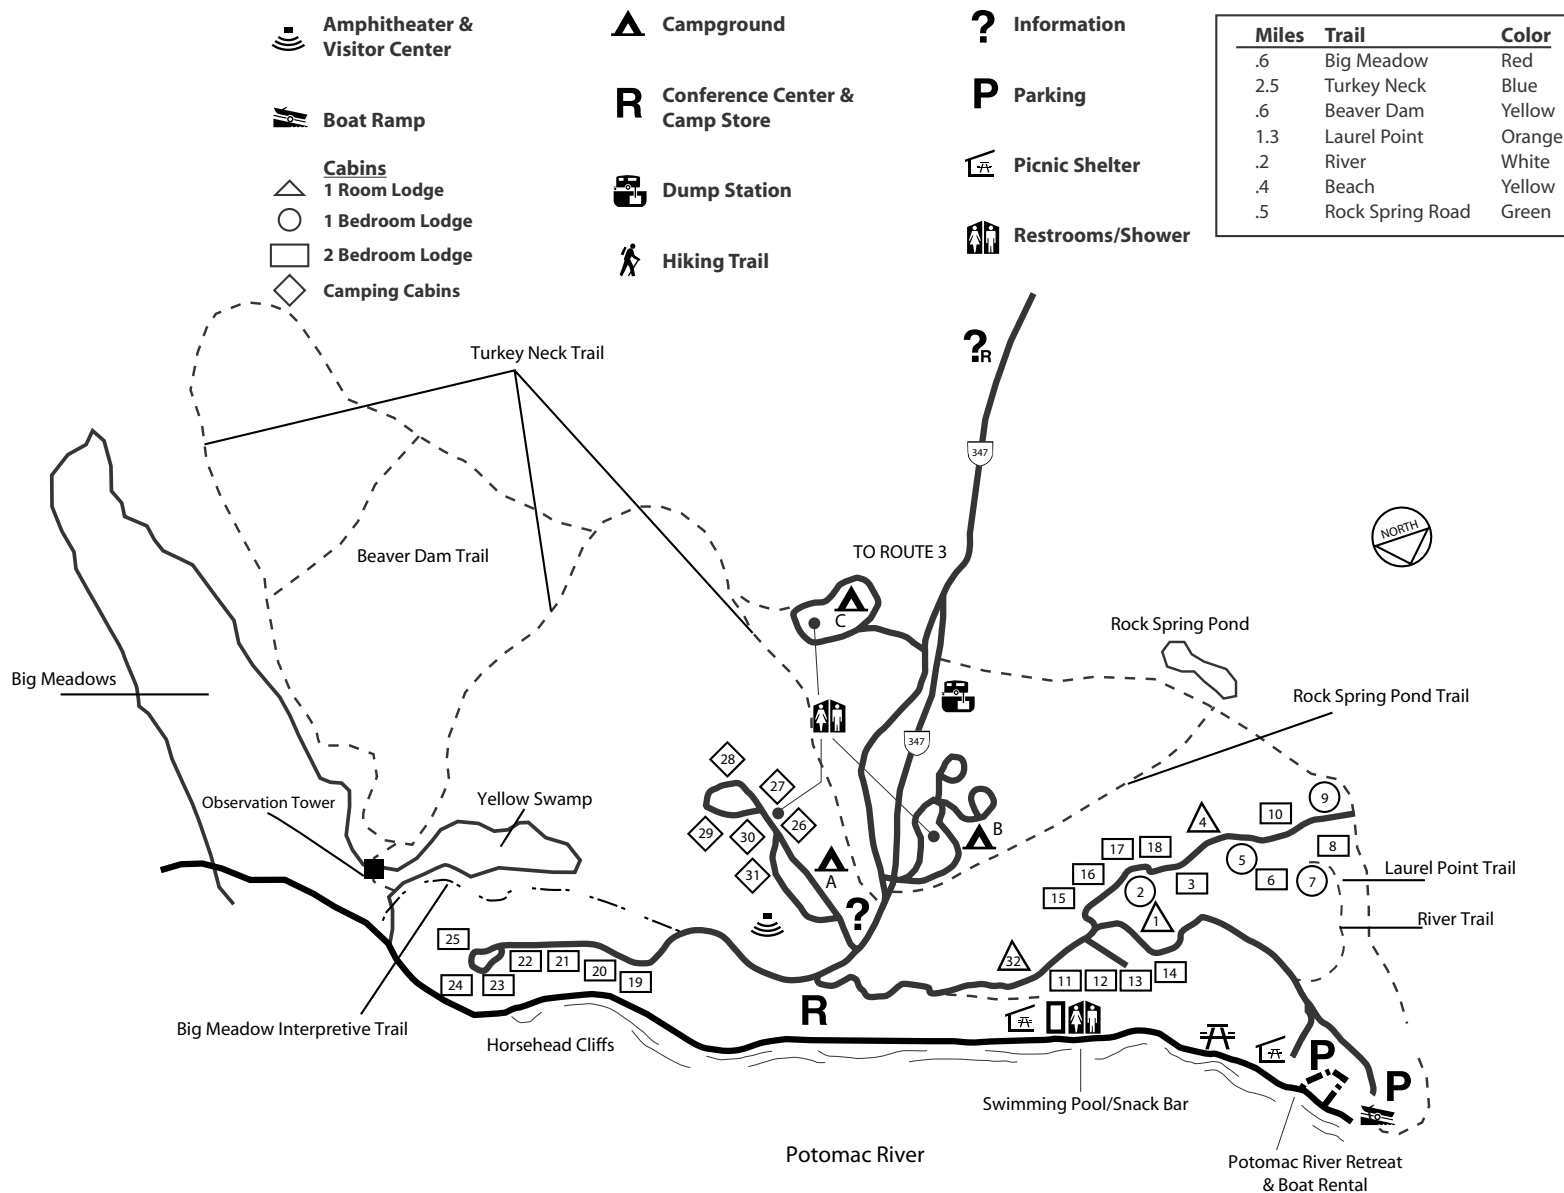 Amphitheater &
Visitor Center
Boat Ramp
Cabins
1 Room Lodge
1 Bedroom Lodge
2 Bedroom Lodge
Camping Cabins
Campground
R
Conference Center &
Camp Store
Dump Station
Hiking Trail
?
Information
P
Parking
Picnic Shelter
Restrooms/Shower
Miles Trail Color
.6 Big Meadow Red
2.5 Turkey Neck Blue
.6 Beaver Dam Yellow
1.3 Laurel Point Orange
.2 River White
.4 Beach Yellow
.5 Rock Spring Road Green
Turkey Neck Trail
?R
347
NORTH
TO ROUTE 3
Beaver Dam Trail
C
Rock Spring Pond
Big Meadows
Rock Spring Pond Trail
347
28
27
Observation Tower
Yellow Swamp
29
30
26
31
A
B
?
9
10
4
8
17
18
5
7
6
3
16
15
2
1
Laurel Point Trail
River Trail
25
22
21
20
19
24
23
32
11
12
13
14
Big Meadow Interpretive Trail
R
Horsehead Cliffs
P
P
Swimming Pool/Snack Bar
Potomac River
Potomac River Retreat
& Boat Rental